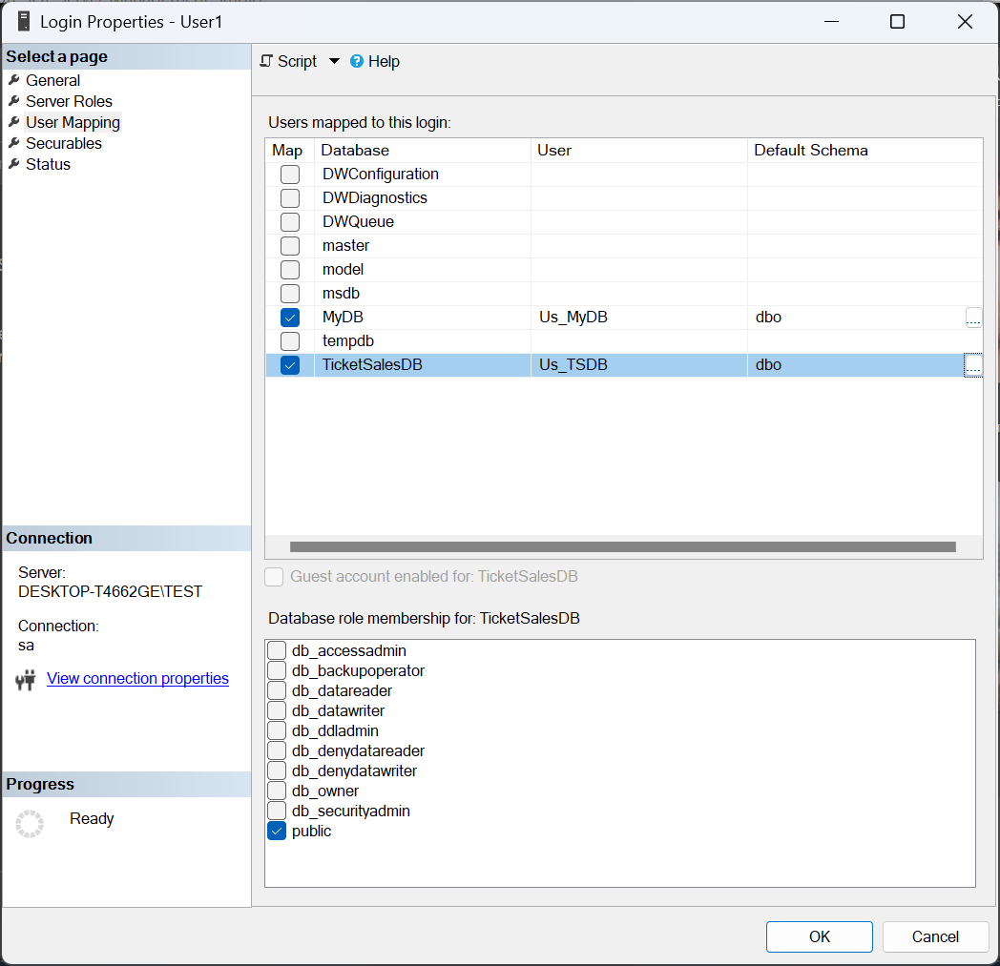 Login Properties - User1
Select a page
General
Server Roles
User Mapping
Securables
Status
Script Help
Users mapped to this login:
Map Database User Default Schema
DWConfiguration
DWDiagnostics
DWQueue
master
model
msdb
MyDB Us_MyDB dbo ...
tempdb
TicketSalesDB Us_TSDB dbo ...
Guest account enabled for: TicketSalesDB
Database role membership for: TicketSalesDB
db_accessadmin
db_backupoperator
db_datareader
db_datawriter
db_ddladmin
db_denydatareader
db_denydatawriter
db_owner
db_securityadmin
public
Connection
Server:
DESKTOP-T4662GE\TEST
Connection:
sa
View connection properties
Progress
Ready
OK Cancel